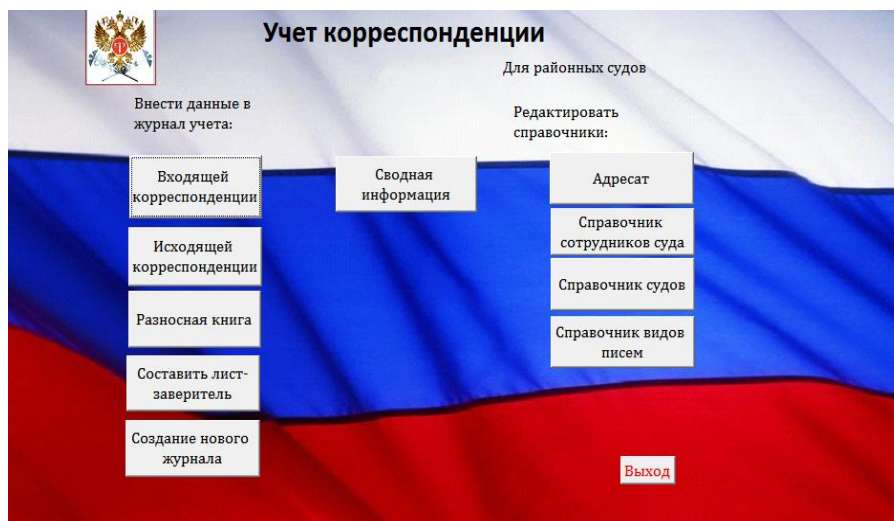 Учет корреспонденции
Для районных судов
Внести данные в
журнал учета:
Редактировать
справочники:
Входящей
корреспонденции
Исходящей
корреспонденции
Разносная книга
Составить лист-
заверитель
Создание нового
журнала
Сводная
информация
Адресат
Справочник
сотрудников суда
Справочник судов
Справочник видов
писем
Выход